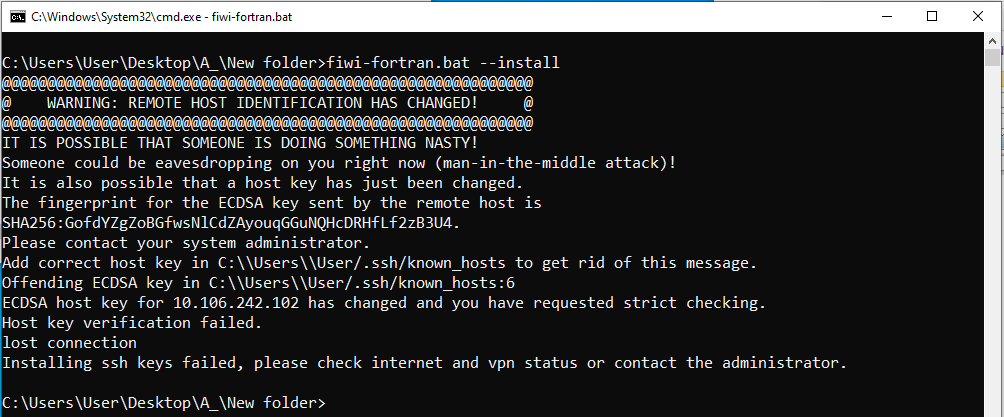 C:\Windows\System32\cmd.exe - fiwi-fortran.bat
C:\Users\User\Desktop\A_\New folder>fiwi-fortran.bat --install
@@@@@@@@@@@@@@@@@@@@@@@@@@@@@@@@@@@@@@@@@@@@@@@@@@@@@@@@@@@
@    WARNING: REMOTE HOST IDENTIFICATION HAS CHANGED!     @
@@@@@@@@@@@@@@@@@@@@@@@@@@@@@@@@@@@@@@@@@@@@@@@@@@@@@@@@@@@
IT IS POSSIBLE THAT SOMEONE IS DOING SOMETHING NASTY!
Someone could be eavesdropping on you right now (man-in-the-middle attack)!
It is also possible that a host key has just been changed.
The fingerprint for the ECDSA key sent by the remote host is
SHA256:GofdYZgZoBGfwsNlCdZAyouqGGuNQHcDRHfLf2zB3U4.
Please contact your system administrator.
Add correct host key in C:\\Users\\User/.ssh/known_hosts to get rid of this message.
Offending ECDSA key in C:\\Users\\User/.ssh/known_hosts:6
ECDSA host key for 10.106.242.102 has changed and you have requested strict checking.
Host key verification failed.
lost connection
Installing ssh keys failed, please check internet and vpn status or contact the administrator.
C:\Users\User\Desktop\A_\New folder>